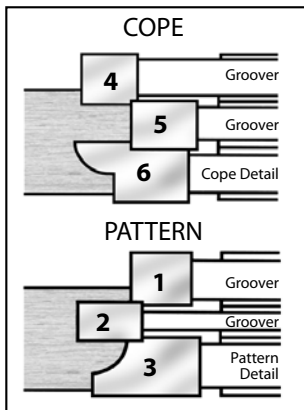 COPE
4
Groover
5
Groover
6
Cope Detail
PATTERN
1
Groover
2
Groover
3
Pattern
Detail